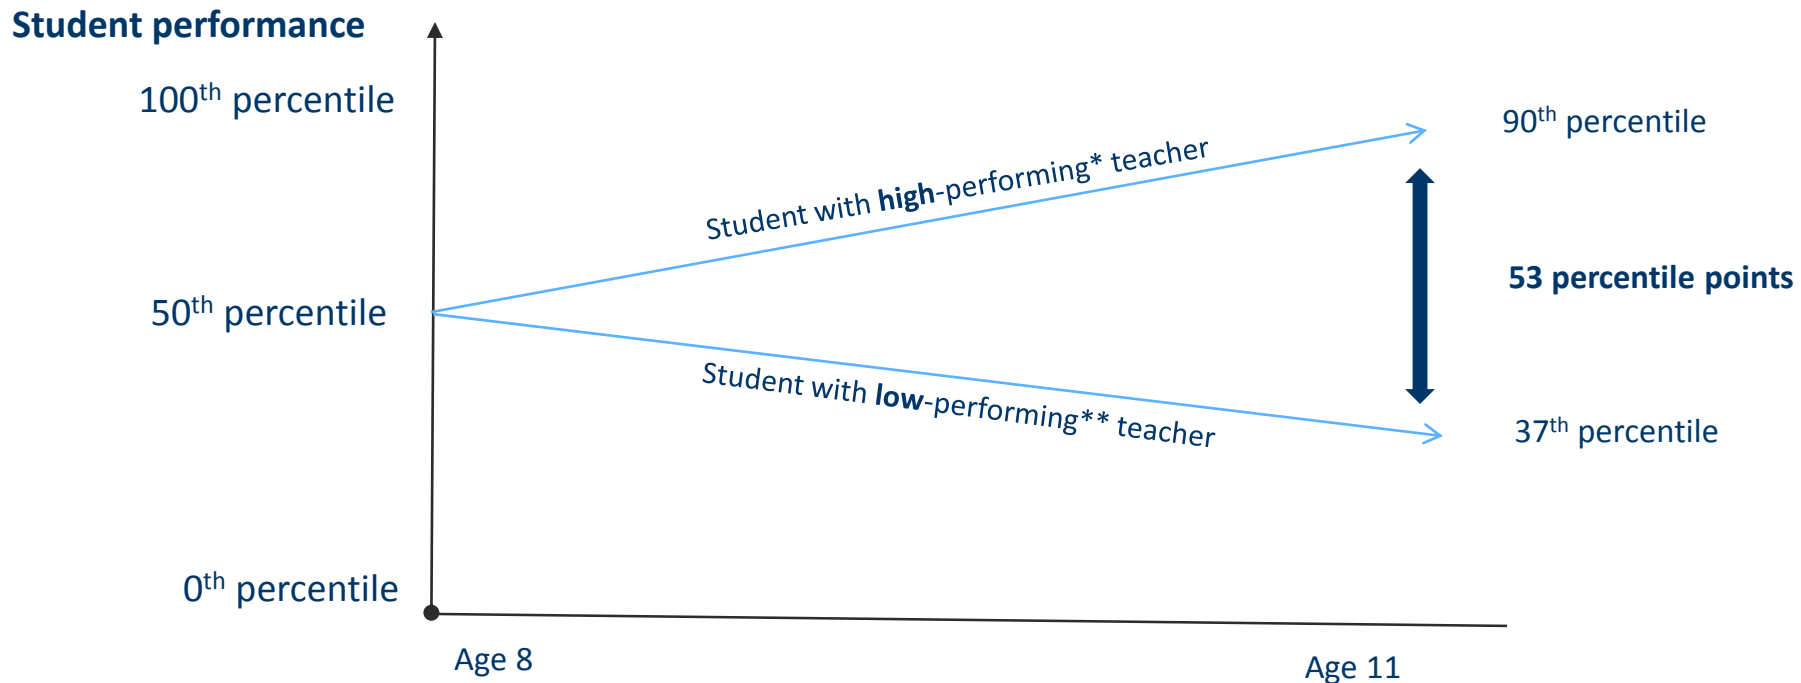 Student performance
100th percentile
90th percentile
Student with high-performing* teacher
53 percentile points
50th percentile
Student with low-performing** teacher
37th percentile
0th percentile
Age 8
Age 11